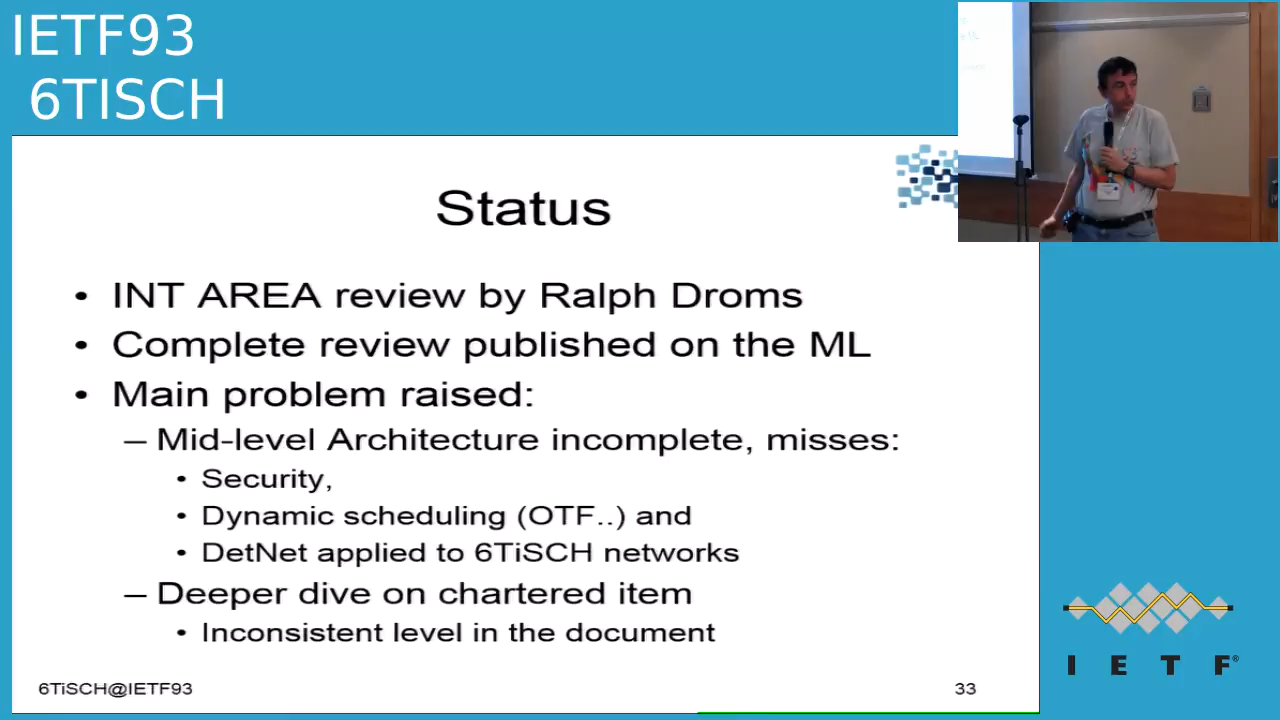 IETF93
6TISCH
Status
• INT AREA review by Ralph Droms
• Complete review published on the ML
• Main problem raised:
– Mid-level Architecture incomplete, misses:
• Security,
• Dynamic scheduling (OTF..) and
• DetNet applied to 6TiSCH networks
– Deeper dive on chartered item
• Inconsistent level in the document
6TiSCH@IETF93
33
I E T F®